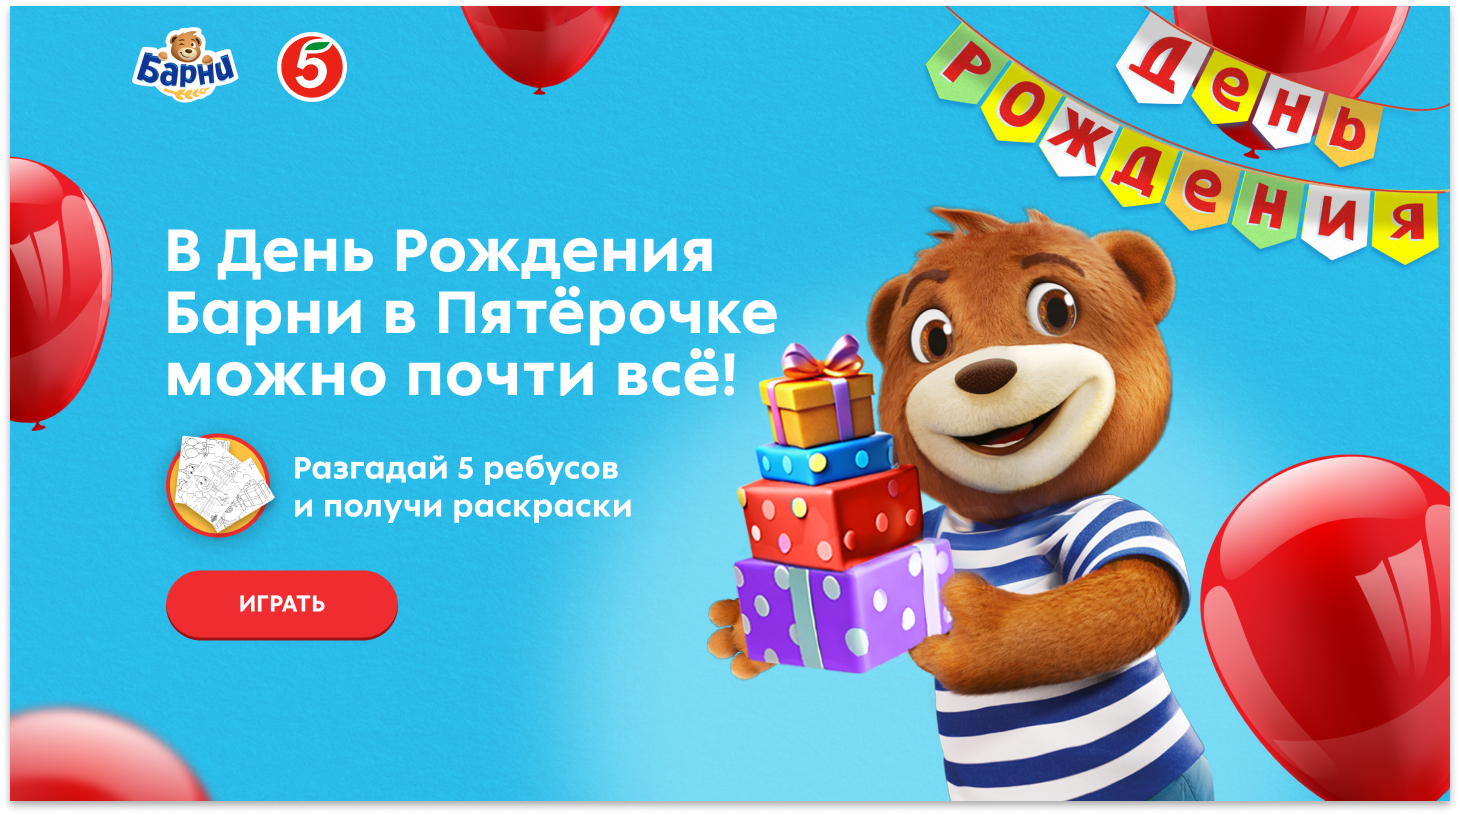 Барни
5
День
Рождения
В День Рождения
Барни в Пятёрочке
можно почти всё!
Разгадай 5 ребусов
и получи раскраски
ИГРАТЬ